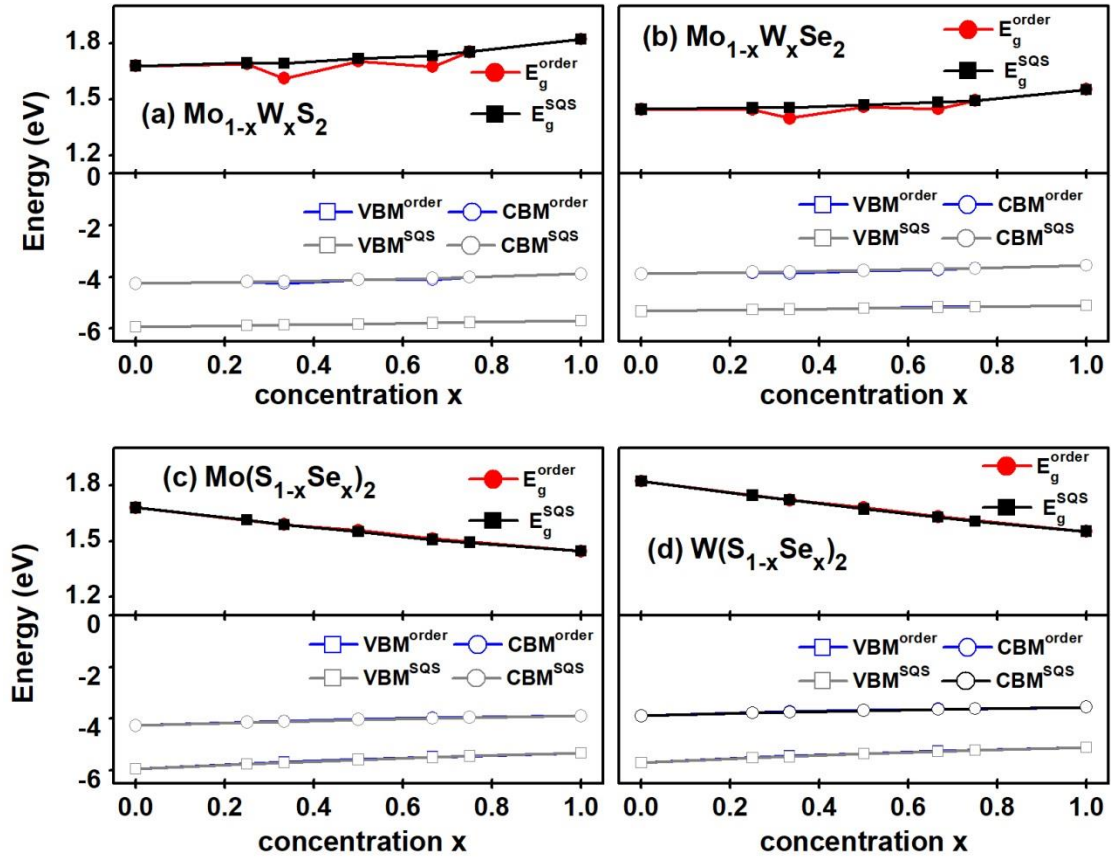 (a) Mo1-xWxS2
Eg^order
Eg^SQS
VBM^order CBM^order
VBM^SQS CBM^SQS
1.8
1.5
1.2
0
-2
-4
-6
Energy (eV)
0.0 0.2 0.4 0.6 0.8 1.0
concentration x
(b) Mo1-xWxSe2
Eg^order
Eg^SQS
1.8
1.5
1.2
0
VBM^order CBM^order
VBM^SQS CBM^SQS
0.0 0.2 0.4 0.6 0.8 1.0
concentration x
(c) Mo(S1-xSex)2
Eg^order
Eg^SQS
VBM^order CBM^order
VBM^SQS CBM^SQS
1.8
1.5
1.2
0
-2
-4
-6
Energy (eV)
0.0 0.2 0.4 0.6 0.8 1.0
concentration x
Eg^order
Eg^SQS
(d) W(S1-xSex)2
VBM^order CBM^order
VBM^SQS CBM^SQS
0.0 0.2 0.4 0.6 0.8 1.0
concentration x